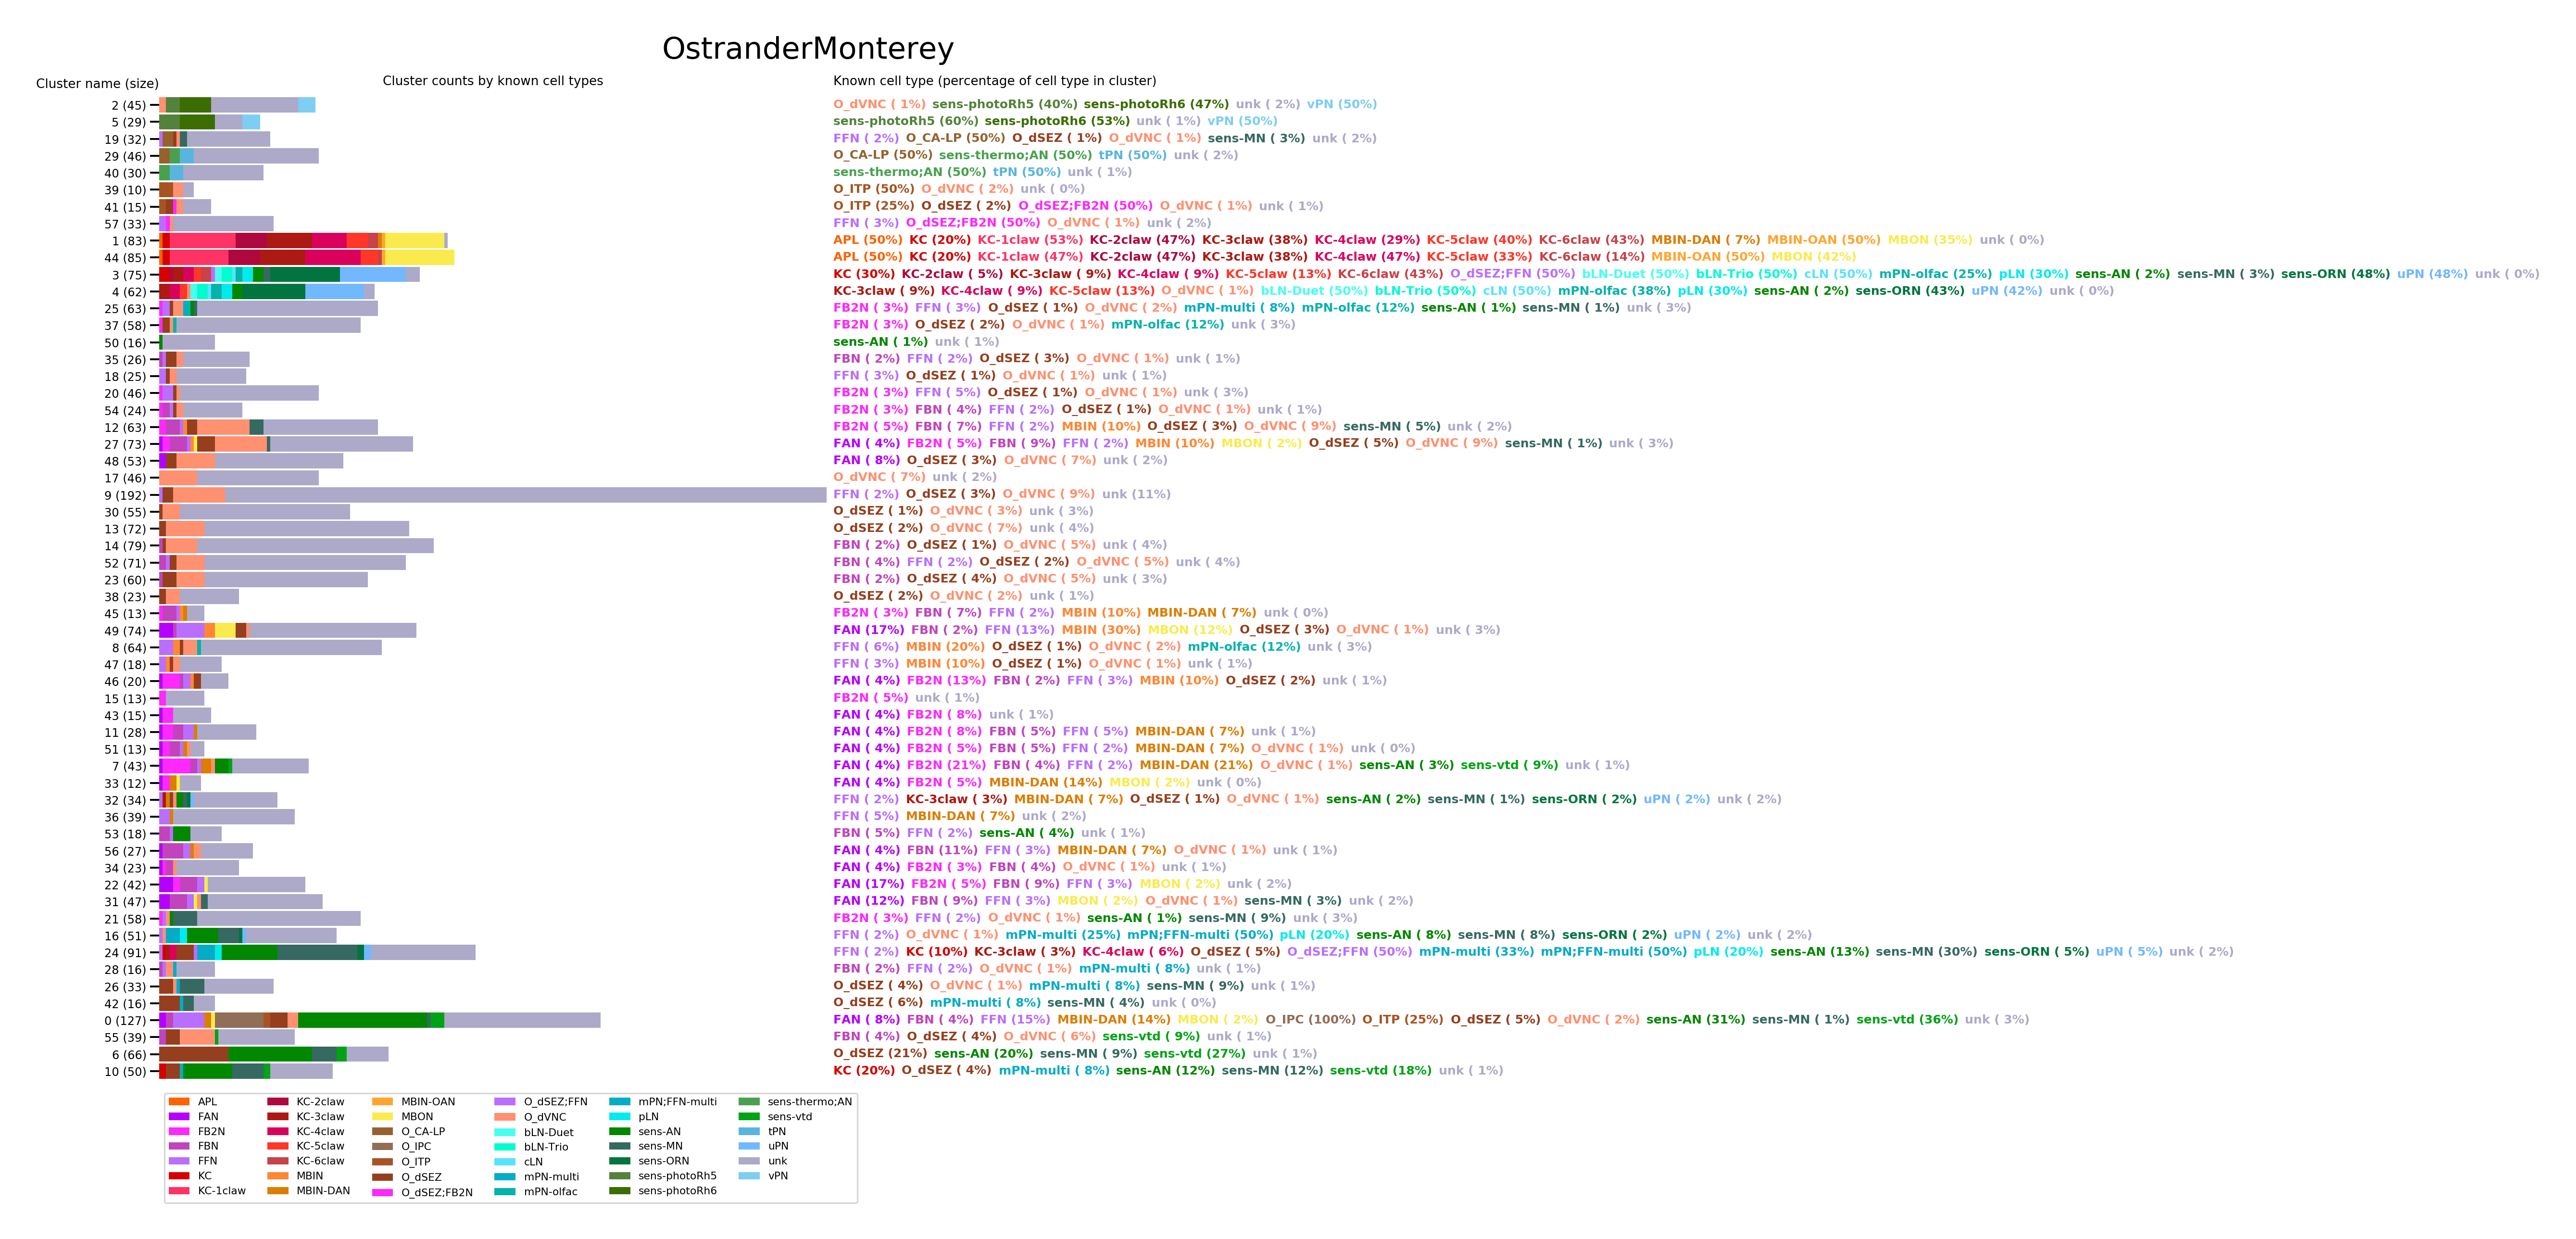 OstranderMonterey
Cluster name (size) Cluster counts by known cell types Known cell type (percentage of cell type in cluster)
2 (45) O_dVNC ( 1%) sens-photoRh5 (40%) sens-photoRh6 (47%) unk ( 2%) vPN (50%)
5 (29) sens-photoRh5 (60%) sens-photoRh6 (53%) unk ( 1%) vPN (50%)
19 (32) FFN ( 2%) O_CA-LP (50%) O_dSEZ ( 1%) O_dVNC ( 1%) sens-MN ( 3%) unk ( 2%)
29 (46) O_CA-LP (50%) sens-thermo;AN (50%) tPN (50%) unk ( 2%)
40 (30) sens-thermo;AN (50%) tPN (50%) unk ( 1%)
39 (10) O_ITP (50%) O_dVNC ( 2%) unk ( 0%)
41 (15) O_ITP (25%) O_dSEZ ( 2%) O_dSEZ;FB2N (50%) O_dVNC ( 1%) unk ( 1%)
57 (33) FFN ( 3%) O_dSEZ;FB2N (50%) O_dVNC ( 1%) unk ( 2%)
1 (83) APL (50%) KC (20%) KC-1claw (53%) KC-2claw (47%) KC-3claw (38%) KC-4claw (29%) KC-5claw (40%) KC-6claw (43%) MBIN-DAN ( 7%) MBIN-OAN (50%) MBON (35%) unk ( 0%)
44 (85) APL (50%) KC (20%) KC-1claw (47%) KC-2claw (47%) KC-3claw (38%) KC-4claw (47%) KC-5claw (33%) KC-6claw (14%) MBIN-OAN (50%) MBON (42%)
3 (75) KC (30%) KC-2claw ( 5%) KC-3claw ( 9%) KC-4claw ( 9%) KC-5claw (13%) KC-6claw (43%) O_dSEZ;FFN (50%) bLN-Duet (50%) bLN-Trio (50%) cLN (50%) mPN-olfac (25%) pLN (30%) sens-AN ( 2%) sens-MN ( 3%) sens-ORN (48%) uPN (48%) unk ( 0%)
4 (62) KC-3claw ( 9%) KC-4claw ( 9%) KC-5claw (13%) O_dVNC ( 1%) bLN-Duet (50%) bLN-Trio (50%) cLN (50%) mPN-olfac (38%) pLN (30%) sens-AN ( 2%) sens-ORN (43%) uPN (42%) unk ( 0%)
25 (63) FB2N ( 3%) FFN ( 3%) O_dSEZ ( 1%) O_dVNC ( 2%) mPN-multi ( 8%) mPN-olfac (12%) sens-AN ( 1%) sens-MN ( 1%) unk ( 3%)
37 (58) FB2N ( 3%) O_dSEZ ( 2%) O_dVNC ( 1%) mPN-olfac (12%) unk ( 3%)
50 (16) sens-AN ( 1%) unk ( 1%)
35 (26) FBN ( 2%) FFN ( 2%) O_dSEZ ( 3%) O_dVNC ( 1%) unk ( 1%)
18 (25) FFN ( 3%) O_dSEZ ( 1%) O_dVNC ( 1%) unk ( 1%)
20 (46) FB2N ( 3%) FFN ( 5%) O_dSEZ ( 1%) O_dVNC ( 1%) unk ( 3%)
54 (24) FB2N ( 3%) FBN ( 4%) FFN ( 2%) O_dSEZ ( 1%) O_dVNC ( 1%) unk ( 1%)
12 (63) FB2N ( 5%) FBN ( 7%) FFN ( 2%) MBIN (10%) O_dSEZ ( 3%) O_dVNC ( 9%) sens-MN ( 5%) unk ( 2%)
27 (73) FAN ( 4%) FB2N ( 5%) FBN ( 9%) FFN ( 2%) MBIN (10%) MBON ( 2%) O_dSEZ ( 5%) O_dVNC ( 9%) sens-MN ( 1%) unk ( 3%)
48 (53) FAN ( 8%) O_dSEZ ( 3%) O_dVNC ( 7%) unk ( 2%)
17 (46) O_dVNC ( 7%) unk ( 2%)
9 (192) FFN ( 2%) O_dSEZ ( 3%) O_dVNC ( 9%) unk (11%)
30 (55) O_dSEZ ( 1%) O_dVNC ( 3%) unk ( 3%)
13 (72) O_dSEZ ( 2%) O_dVNC ( 7%) unk ( 4%)
14 (79) FBN ( 2%) O_dSEZ ( 1%) O_dVNC ( 5%) unk ( 4%)
52 (71) FBN ( 4%) FFN ( 2%) O_dSEZ ( 2%) O_dVNC ( 5%) unk ( 4%)
23 (60) FBN ( 2%) O_dSEZ ( 4%) O_dVNC ( 5%) unk ( 3%)
38 (23) O_dSEZ ( 2%) O_dVNC ( 2%) unk ( 1%)
45 (13) FB2N ( 3%) FBN ( 7%) FFN ( 2%) MBIN (10%) MBIN-DAN ( 7%) unk ( 0%)
49 (74) FAN (17%) FBN ( 2%) FFN (13%) MBIN (30%) MBON (12%) O_dSEZ ( 3%) O_dVNC ( 1%) unk ( 3%)
8 (64) FFN ( 6%) MBIN (20%) O_dSEZ ( 1%) O_dVNC ( 2%) mPN-olfac (12%) unk ( 3%)
47 (18) FFN ( 3%) MBIN (10%) O_dSEZ ( 1%) O_dVNC ( 1%) unk ( 1%)
46 (20) FAN ( 4%) FB2N (13%) FBN ( 2%) FFN ( 3%) MBIN (10%) O_dSEZ ( 2%) unk ( 1%)
15 (13) FB2N ( 5%) unk ( 1%)
43 (15) FAN ( 4%) FB2N ( 8%) unk ( 1%)
11 (28) FAN ( 4%) FB2N ( 8%) FBN ( 5%) FFN ( 5%) MBIN-DAN ( 7%) unk ( 1%)
51 (13) FAN ( 4%) FB2N ( 5%) FBN ( 5%) FFN ( 2%) MBIN-DAN ( 7%) O_dVNC ( 1%) unk ( 0%)
7 (43) FAN ( 4%) FB2N (21%) FBN ( 4%) FFN ( 2%) MBIN-DAN (21%) O_dVNC ( 1%) sens-AN ( 3%) sens-vtd ( 9%) unk ( 1%)
33 (12) FAN ( 4%) FB2N ( 5%) MBIN-DAN (14%) MBON ( 2%) unk ( 0%)
32 (34) FFN ( 2%) KC-3claw ( 3%) MBIN-DAN ( 7%) O_dSEZ ( 1%) O_dVNC ( 1%) sens-AN ( 2%) sens-MN ( 1%) sens-ORN ( 2%) uPN ( 2%) unk ( 2%)
36 (39) FFN ( 5%) MBIN-DAN ( 7%) unk ( 2%)
53 (18) FBN ( 5%) FFN ( 2%) sens-AN ( 4%) unk ( 1%)
56 (27) FAN ( 4%) FBN (11%) FFN ( 3%) MBIN-DAN ( 7%) O_dVNC ( 1%) unk ( 1%)
34 (23) FAN ( 4%) FB2N ( 3%) FBN ( 4%) O_dVNC ( 1%) unk ( 1%)
22 (42) FAN (17%) FB2N ( 5%) FBN ( 9%) FFN ( 3%) MBON ( 2%) unk ( 2%)
31 (47) FAN (12%) FBN ( 9%) FFN ( 3%) MBON ( 2%) O_dVNC ( 1%) sens-MN ( 3%) unk ( 2%)
21 (58) FB2N ( 3%) FFN ( 2%) O_dVNC ( 1%) sens-AN ( 1%) sens-MN ( 9%) unk ( 3%)
16 (51) FFN ( 2%) O_dVNC ( 1%) mPN-multi (25%) mPN;FFN-multi (50%) pLN (20%) sens-AN ( 8%) sens-MN ( 8%) sens-ORN ( 2%) uPN ( 2%) unk ( 2%)
24 (91) FFN ( 2%) KC (10%) KC-3claw ( 3%) KC-4claw ( 6%) O_dSEZ ( 5%) O_dSEZ;FFN (50%) mPN-multi (33%) mPN;FFN-multi (50%) pLN (20%) sens-AN (13%) sens-MN (30%) sens-ORN ( 5%) uPN ( 5%) unk ( 2%)
28 (16) FBN ( 2%) FFN ( 2%) O_dVNC ( 1%) mPN-multi ( 8%) unk ( 1%)
26 (33) O_dSEZ ( 4%) O_dVNC ( 1%) mPN-multi ( 8%) sens-MN ( 9%) unk ( 1%)
42 (16) O_dSEZ ( 6%) mPN-multi ( 8%) sens-MN ( 4%) unk ( 0%)
0 (127) FAN ( 8%) FBN ( 4%) FFN (15%) MBIN-DAN (14%) MBON ( 2%) O_IPC (100%) O_ITP (25%) O_dSEZ ( 5%) O_dVNC ( 2%) sens-AN (31%) sens-MN ( 1%) sens-vtd (36%) unk ( 3%)
55 (39) FBN ( 4%) O_dSEZ ( 4%) O_dVNC ( 6%) sens-vtd ( 9%) unk ( 1%)
6 (66) O_dSEZ (21%) sens-AN (20%) sens-MN ( 9%) sens-vtd (27%) unk ( 1%)
10 (50) KC (20%) O_dSEZ ( 4%) mPN-multi ( 8%) sens-AN (12%) sens-MN (12%) sens-vtd (18%) unk ( 1%)
APL KC-2claw MBIN-OAN O_dSEZ;FFN mPN;FFN-multi sens-thermo;AN
FAN KC-3claw MBON O_dVNC pLN sens-vtd
FB2N KC-4claw O_CA-LP bLN-Duet sens-AN tPN
FBN KC-5claw O_IPC bLN-Trio sens-MN uPN
FFN KC-6claw O_ITP cLN sens-ORN unk
KC MBIN O_dSEZ mPN-multi sens-photoRh5 vPN
KC-1claw MBIN-DAN O_dSEZ;FB2N mPN-olfac sens-photoRh6